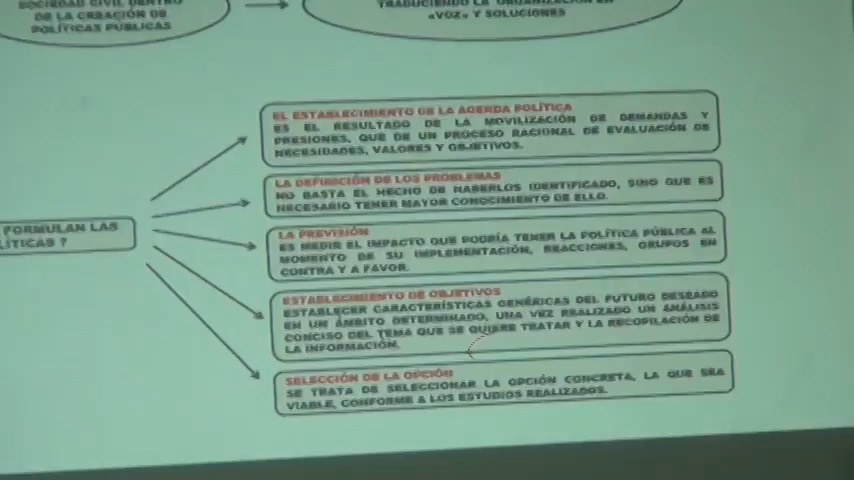 SOCIEDAD CIVIL DENTRO
DE LA CREACIÓN DE
POLÍTICAS PÚBLICAS
TRADUCIENDO LA ORGANIZACIÓN EN
«VOZ» Y SOLUCIONES
FORMULAN LAS
LÍTICAS ?
EL ESTABLECIMIENTO DE LA AGENDA POLÍTICA
ES EL RESULTADO DE LA MOVILIZACIÓN DE DEMANDAS Y
PRESIONES, QUE DE UN PROCESO RACIONAL DE EVALUACIÓN DE
NECESIDADES, VALORES Y OBJETIVOS.
LA DEFINICIÓN DE LOS PROBLEMAS
NO BASTA EL HECHO DE HABERLOS IDENTIFICADO, SINO QUE ES
NECESARIO TENER MAYOR CONOCIMIENTO DE ELLO.
LA PREVISIÓN
ES MEDIR EL IMPACTO QUE PODRÍA TENER LA POLÍTICA PÚBLICA AL
MOMENTO DE SU IMPLEMENTACIÓN, REACCIONES, GRUPOS EN
CONTRA Y A FAVOR.
ESTABLECIMIENTO DE OBJETIVOS
ESTABLECER CARACTERÍSTICAS GENÉRICAS DEL FUTURO DESEADO
EN UN ÁMBITO DETERMINADO, UNA VEZ REALIZADO UN ANÁLISIS
CONCISO DEL TEMA QUE SE QUIERE TRATAR Y LA RECOPILACIÓN DE
LA INFORMACIÓN.
SELECCIÓN DE LA OPCIÓN
SE TRATA DE SELECCIONAR LA OPCIÓN CONCRETA, LA QUE SEA
VIABLE, CONFORME A LOS ESTUDIOS REALIZADOS.